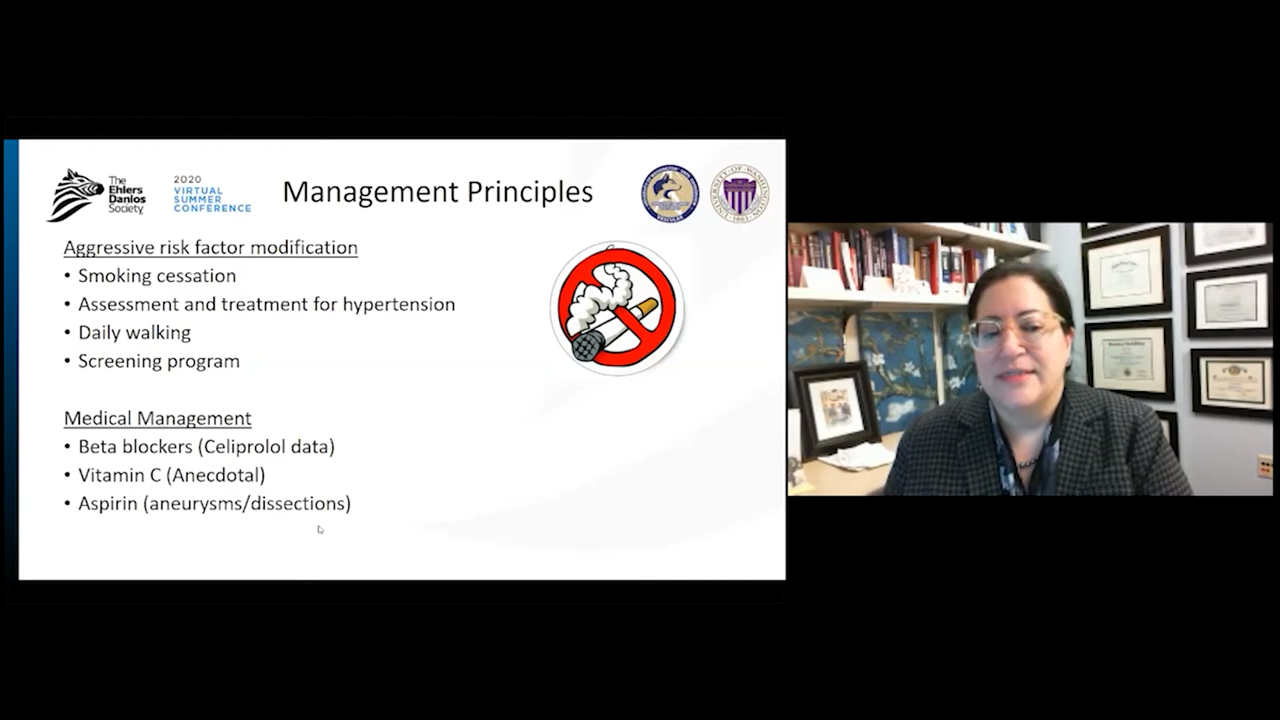 The
Ehlers
Danlos
Society
2020
VIRTUAL
SUMMER
CONFERENCE
Management Principles
Aggressive risk factor modification
• Smoking cessation
• Assessment and treatment for hypertension
• Daily walking
• Screening program
Medical Management
• Beta blockers (Celiprolol data)
• Vitamin C (Anecdotal)
• Aspirin (aneurysms/dissections)